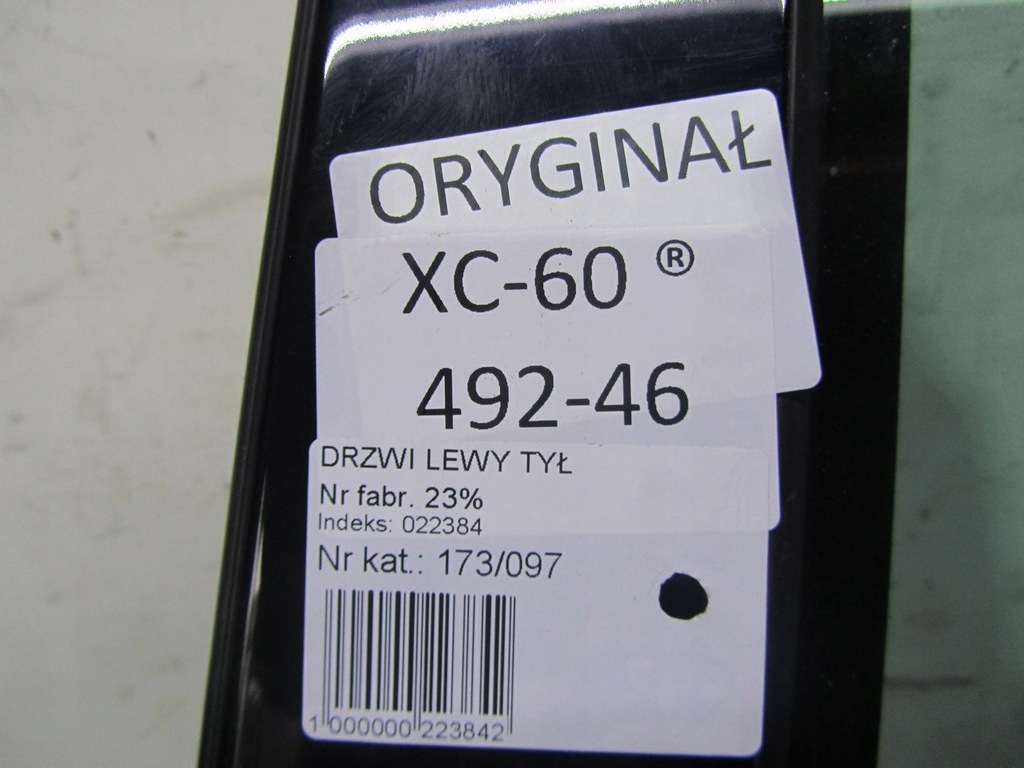 ORYGINAŁ
XC-60 ®
492-46
DRZWI LEWY TYŁ
Nr fabr. 23%
Indeks: 022384
Nr kat.: 173/097
1 000000 223842